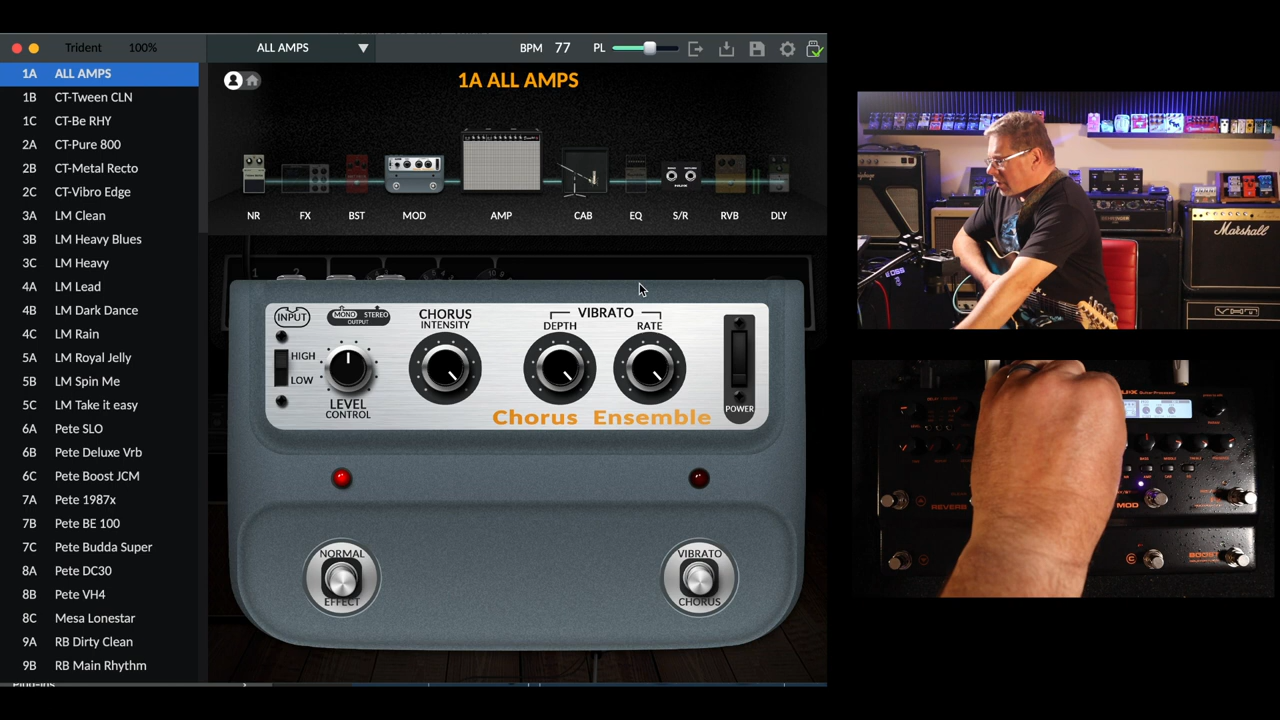 Trident 100% ALL AMPS BPM 77 PL
1A ALL AMPS
1B CT-Tween CLN
1C CT-Be RHY
2A CT-Pure 800
2B CT-Metal Recto
2C CT-Vibro Edge
3A LM Clean
3B LM Heavy Blues
3C LM Heavy
4A LM Lead
4B LM Dark Dance
4C LM Rain
5A LM Royal Jelly
5B LM Spin Me
5C LM Take it easy
6A Pete SLO
6B Pete Deluxe Vrb
6C Pete Boost JCM
7A Pete 1987x
7B Pete BE 100
7C Pete Budda Super
8A Pete DC30
8B Pete VH4
8C Mesa Lonestar
9A RB Dirty Clean
9B RB Main Rhythm
1A ALL AMPS
NR FX BST MOD AMP CAB EQ S/R RVB DLY
INPUT
MONO STEREO
OUTPUT
HIGH
LOW
LEVEL
CONTROL
CHORUS
INTENSITY
VIBRATO
DEPTH RATE
POWER
Chorus Ensemble
NORMAL
EFFECT
VIBRATO
CHORUS
Marshall
VHT
BOSS
REVERB
MOD
BOOST